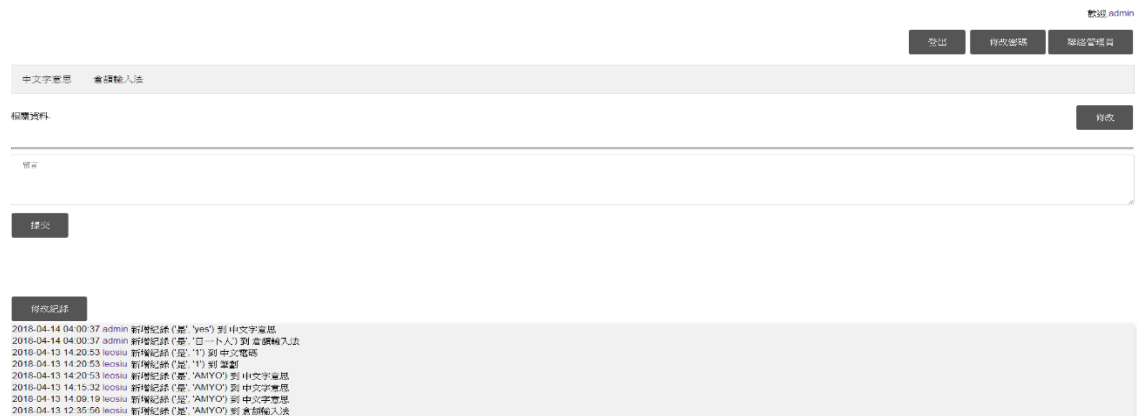 歡迎,admin
登出 修改密碼 聯絡管理員
中文字意思 倉頡輸入法
相關資料
修改
留言
提交
修改紀錄
2018-04-14 04:00:37 admin 新增紀錄 ('是', 'yes') 到 中文字意思
2018-04-14 04:00:37 admin 新增紀錄 ('是', '日一卜人') 到 倉頡輸入法
2018-04-13 14:20:53 leosiu 新增紀錄 ('是', '1') 到 中文電碼
2018-04-13 14:20:53 leosiu 新增紀錄 ('是', '1') 到 筆劃
2018-04-13 14:20:53 leosiu 新增紀錄 ('是', 'AMYO') 到 中文字意思
2018-04-13 14:15:32 leosiu 新增紀錄 ('是', 'AMYO') 到 中文字意思
2018-04-13 14:09:19 leosiu 新增紀錄 ('是', 'AMYO') 到 中文字意思
2018-04-13 12:35:56 leosiu 新增紀錄 ('是', 'AMYO') 到 倉頡輸入法